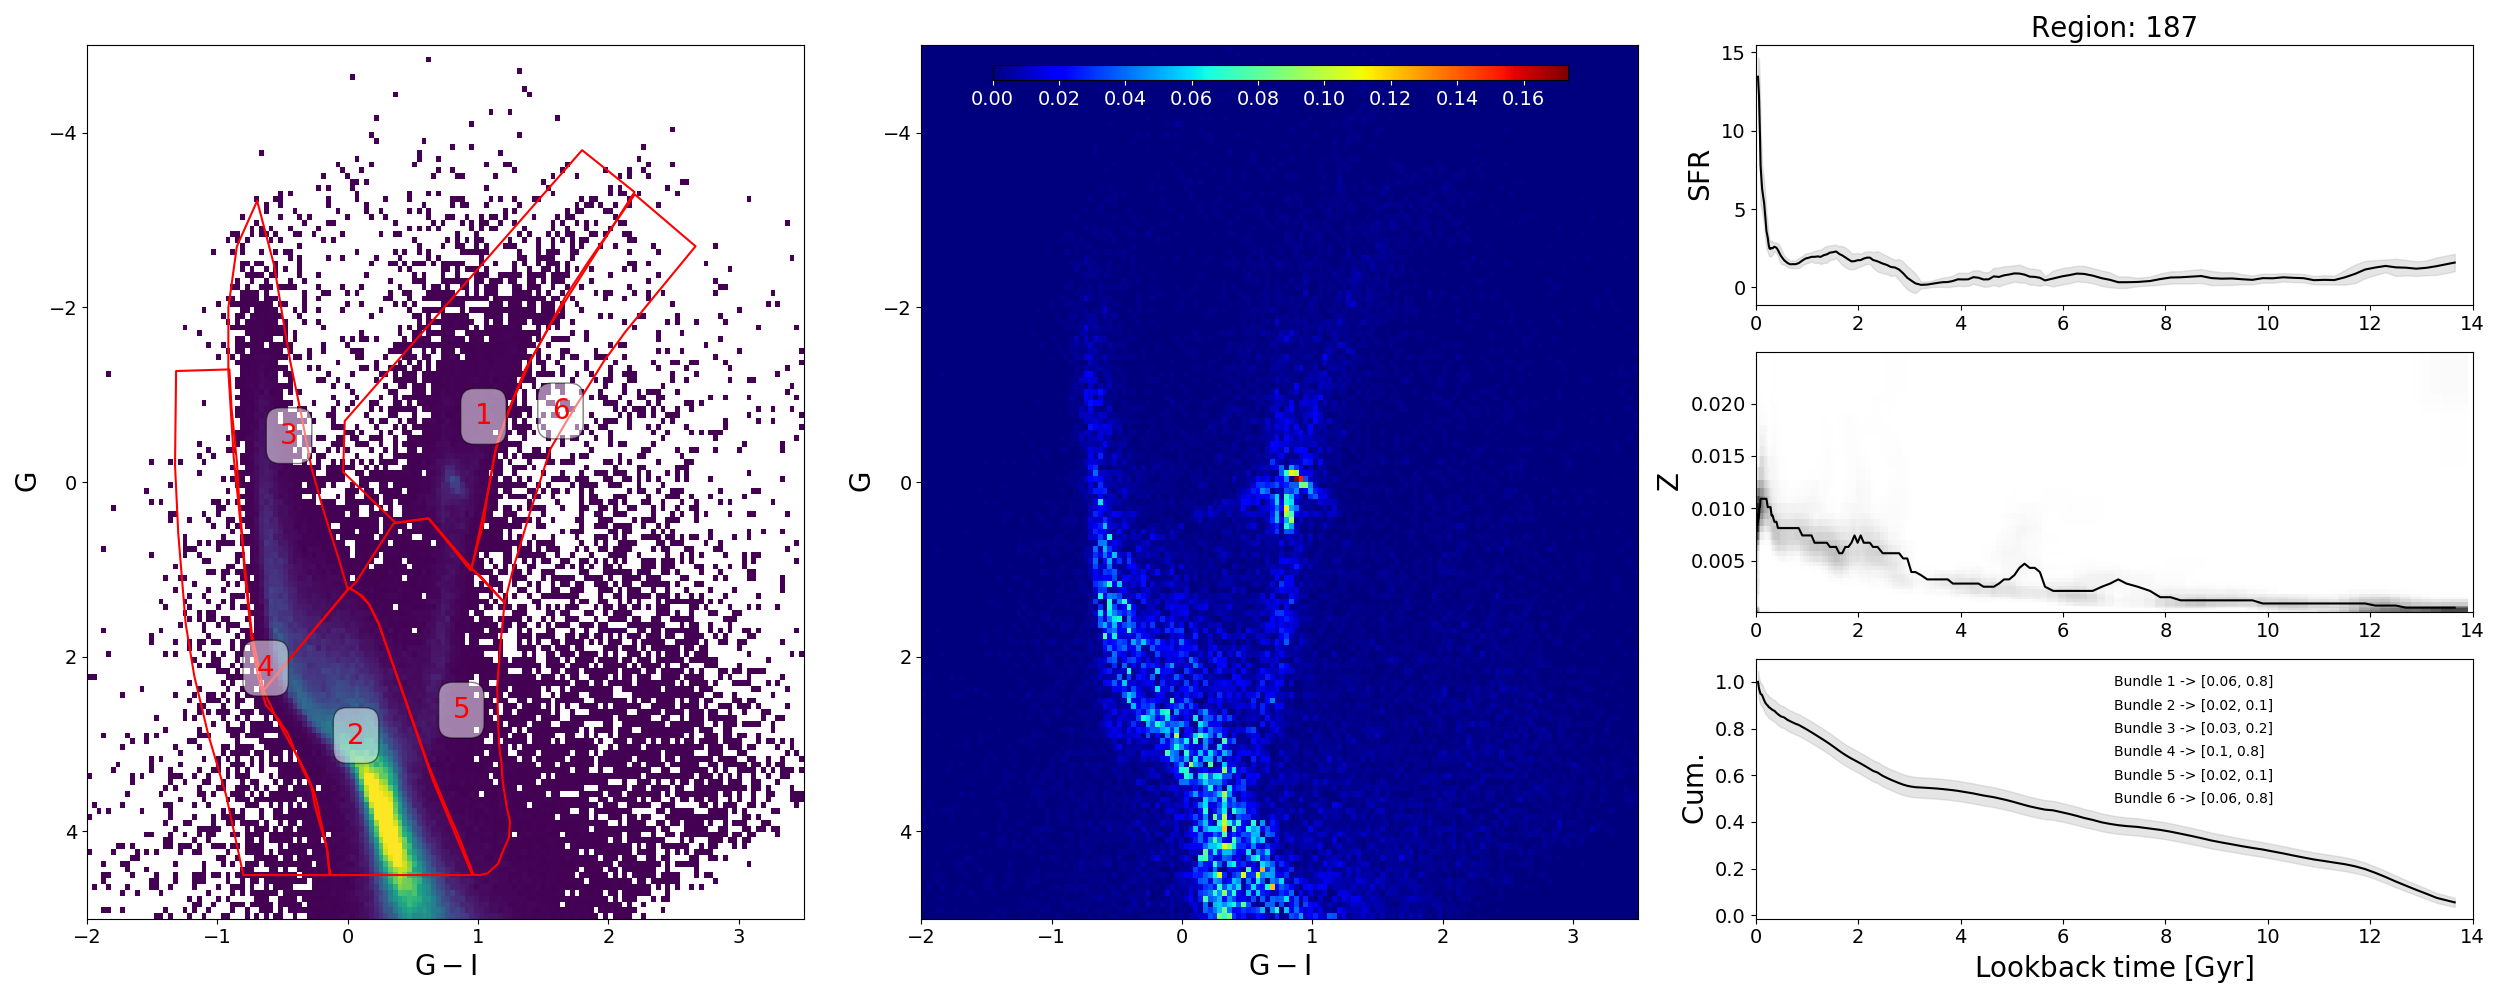 Region: 187
−4
−2
0
2
4
G
−2
−1
0
1
2
3
G − I
1
2
3
4
5
6
0.00 0.02 0.04 0.06 0.08 0.10 0.12 0.14 0.16
−4
−2
0
2
4
G
−2
−1
0
1
2
3
G − I
15
10
5
0
SFR
0 2 4 6 8 10 12 14
0.020
0.015
0.010
0.005
Z
0 2 4 6 8 10 12 14
1.0
0.8
0.6
0.4
0.2
0.0
Cum.
Bundle 1 -> [0.06, 0.8]
Bundle 2 -> [0.02, 0.1]
Bundle 3 -> [0.03, 0.2]
Bundle 4 -> [0.1, 0.8]
Bundle 5 -> [0.02, 0.1]
Bundle 6 -> [0.06, 0.8]
0 2 4 6 8 10 12 14
Lookback time [Gyr]